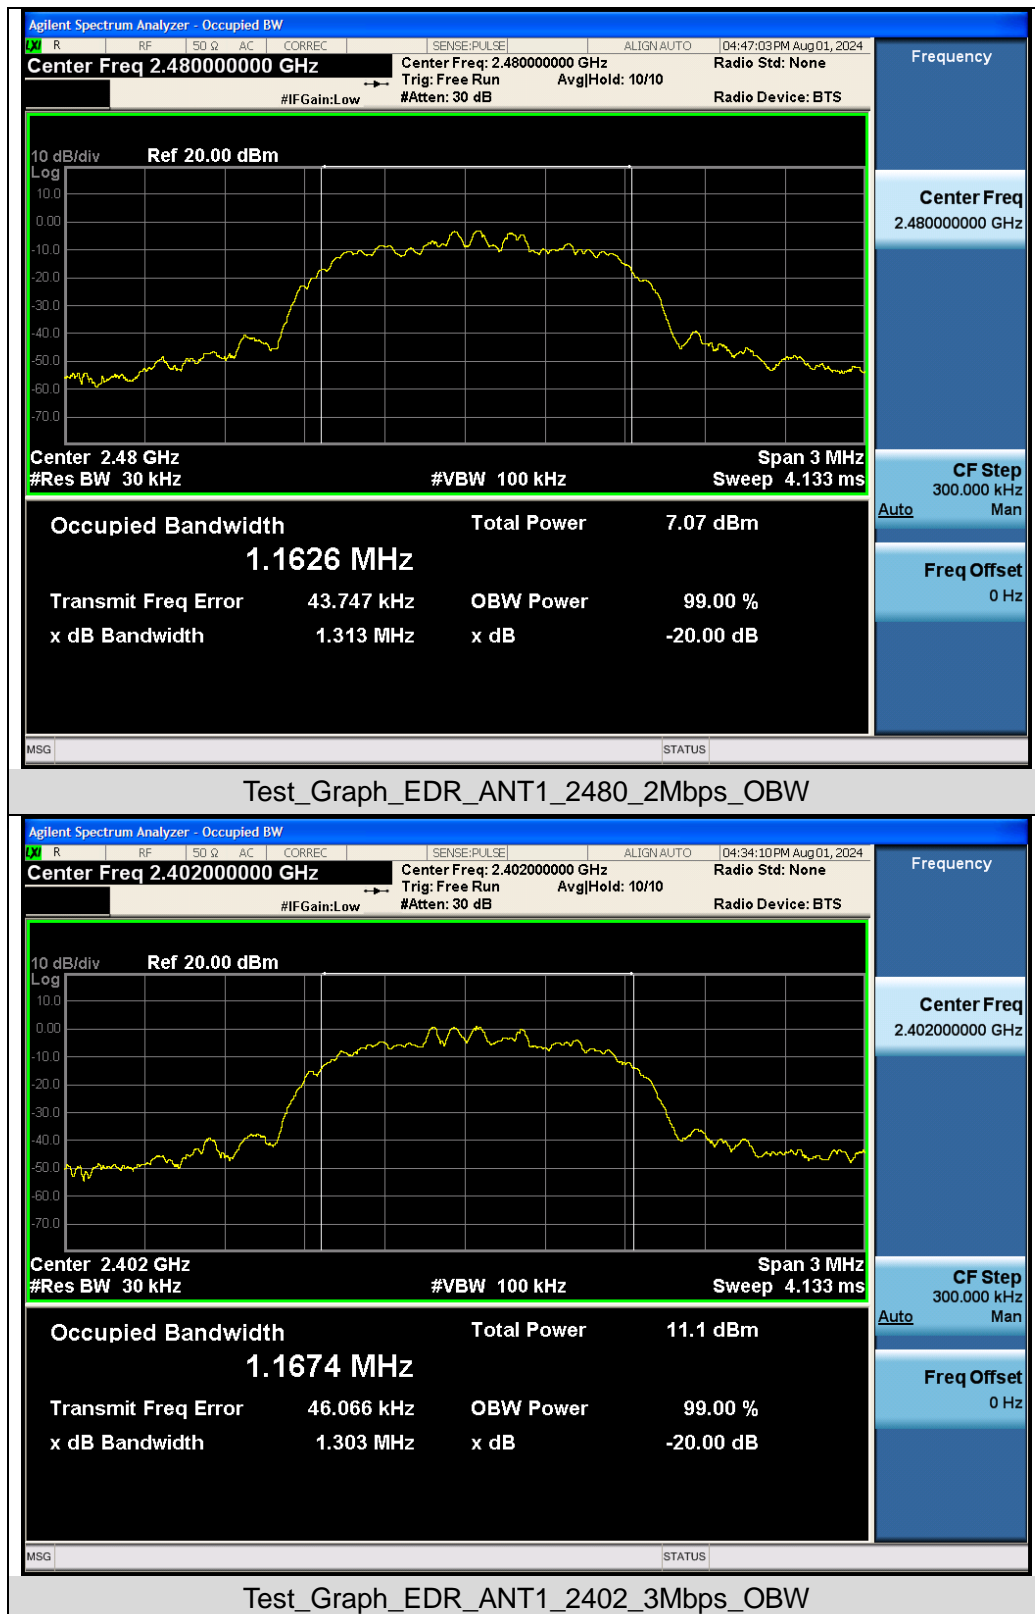 Agilent Spectrum Analyzer - Occupied BW
LXI R RF 50 Ω AC CORREC SENSE:PULSE ALIGN AUTO 04:47:03 PM Aug 01, 2024
Center Freq 2.480000000 GHz
Center Freq: 2.480000000 GHz
Radio Std: None
Trig: Free Run Avg|Hold: 10/10
#IFGain:Low #Atten: 30 dB Radio Device: BTS
10 dB/div Ref 20.00 dBm
Log
10.0
0.00
-10.0
-20.0
-30.0
-40.0
-50.0
-60.0
-70.0
Center 2.48 GHz Span 3 MHz
#Res BW 30 kHz #VBW 100 kHz Sweep 4.133 ms
Occupied Bandwidth Total Power 7.07 dBm
1.1626 MHz
Transmit Freq Error 43.747 kHz OBW Power 99.00 %
x dB Bandwidth 1.313 MHz x dB -20.00 dB
MSG STATUS
Frequency
Center Freq
2.480000000 GHz
CF Step
300.000 kHz
Auto Man
Freq Offset
0 Hz
Test_Graph_EDR_ANT1_2480_2Mbps_OBW
Agilent Spectrum Analyzer - Occupied BW
LXI R RF 50 Ω AC CORREC SENSE:PULSE ALIGN AUTO 04:34:10 PM Aug 01, 2024
Center Freq 2.402000000 GHz
Center Freq: 2.402000000 GHz
Radio Std: None
Trig: Free Run Avg|Hold: 10/10
#IFGain:Low #Atten: 30 dB Radio Device: BTS
10 dB/div Ref 20.00 dBm
Log
10.0
0.00
-10.0
-20.0
-30.0
-40.0
-50.0
-60.0
-70.0
Center 2.402 GHz Span 3 MHz
#Res BW 30 kHz #VBW 100 kHz Sweep 4.133 ms
Occupied Bandwidth Total Power 11.1 dBm
1.1674 MHz
Transmit Freq Error 46.066 kHz OBW Power 99.00 %
x dB Bandwidth 1.303 MHz x dB -20.00 dB
MSG STATUS
Frequency
Center Freq
2.402000000 GHz
CF Step
300.000 kHz
Auto Man
Freq Offset
0 Hz
Test_Graph_EDR_ANT1_2402_3Mbps_OBW